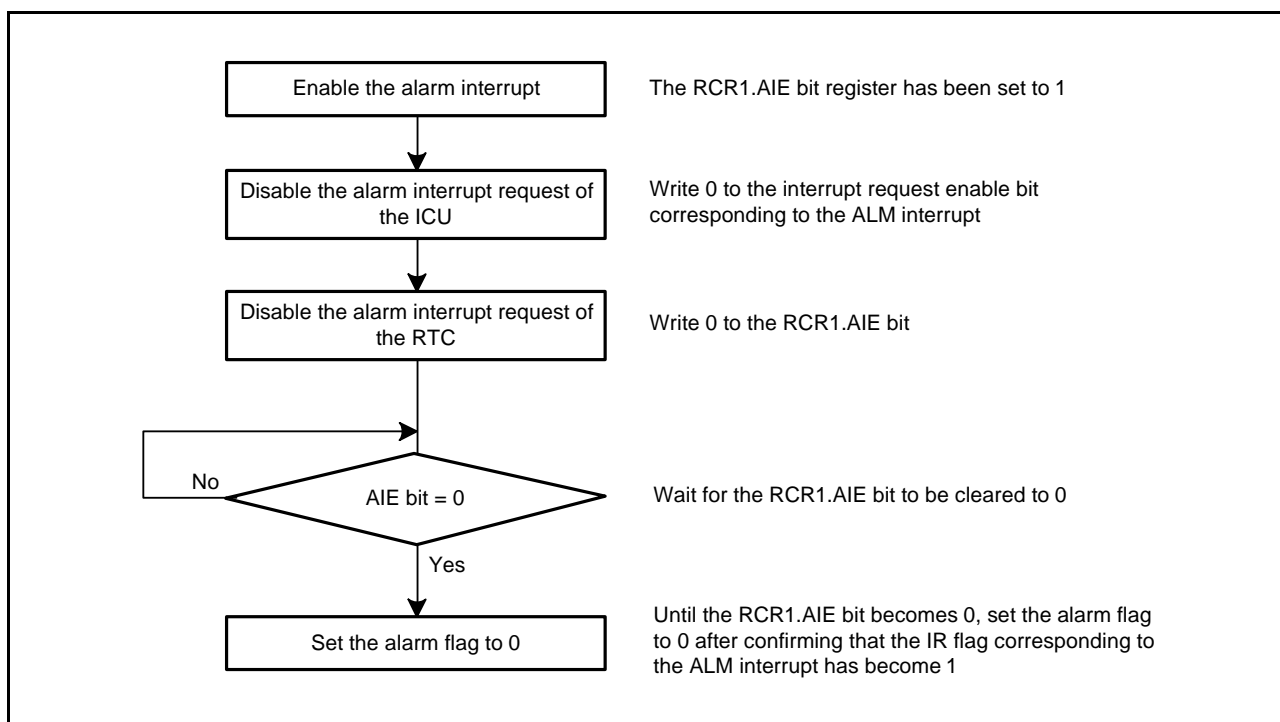 Enable the alarm interrupt
The RCR1.AIE bit register has been set to 1
Disable the alarm interrupt request of
the ICU
Write 0 to the interrupt request enable bit
corresponding to the ALM interrupt
Disable the alarm interrupt request of
the RTC
Write 0 to the RCR1.AIE bit
No
AIE bit = 0
Wait for the RCR1.AIE bit to be cleared to 0
Yes
Set the alarm flag to 0
Until the RCR1.AIE bit becomes 0, set the alarm flag
to 0 after confirming that the IR flag corresponding to
the ALM interrupt has become 1